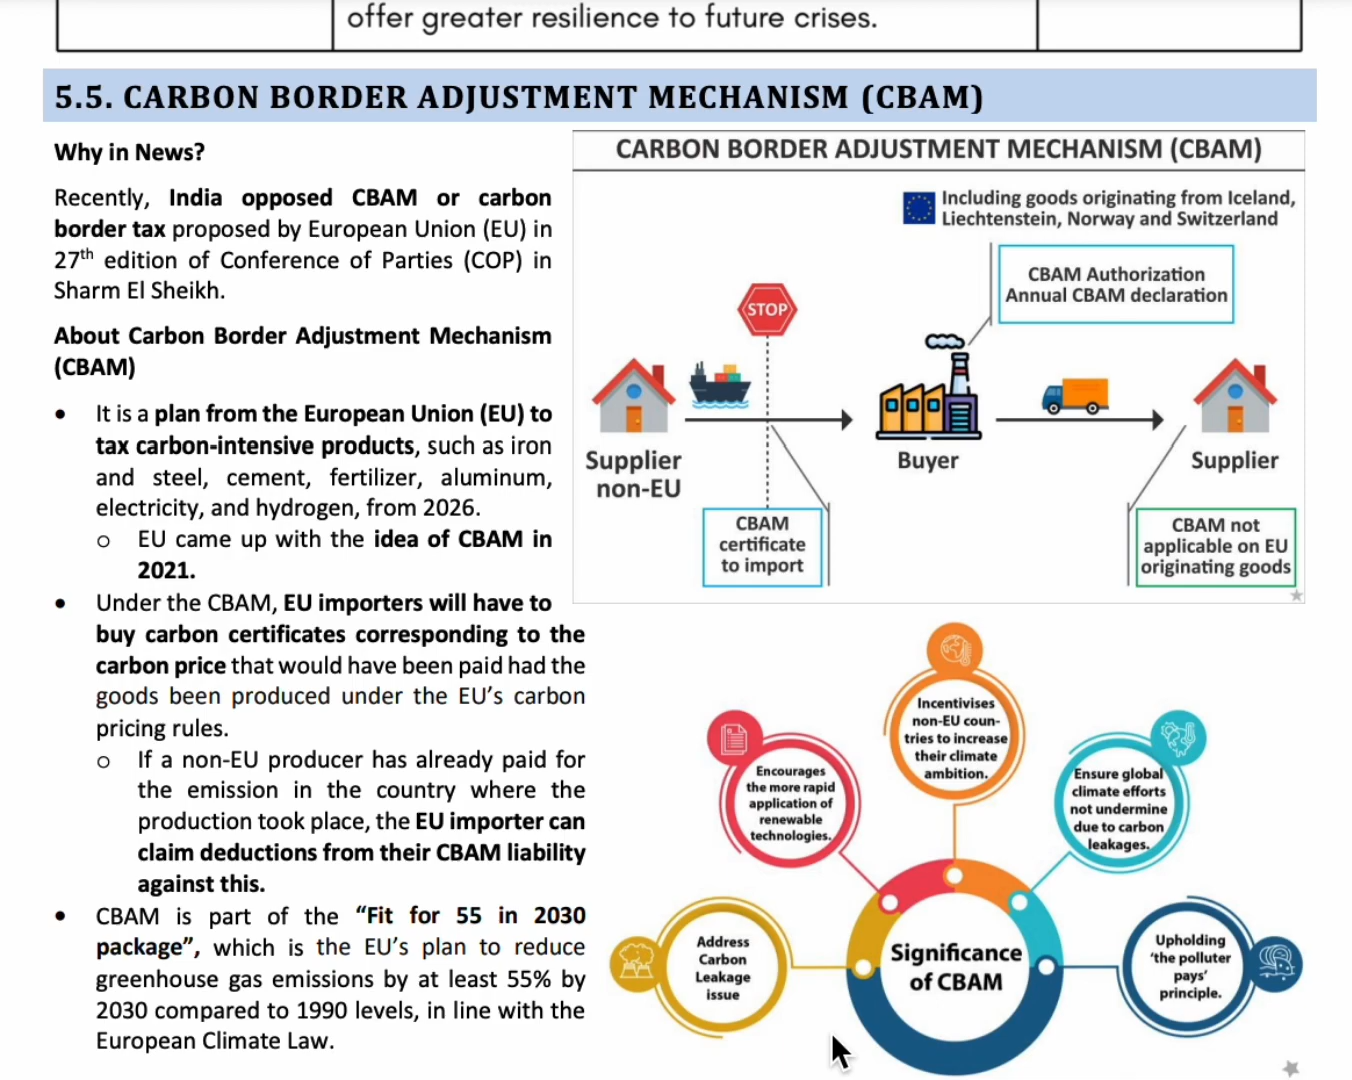 offer greater resilience to future crises.
5.5. CARBON BORDER ADJUSTMENT MECHANISM (CBAM)
Why in News?
Recently, India opposed CBAM or carbon
border tax proposed by European Union (EU) in
27th edition of Conference of Parties (COP) in
Sharm El Sheikh.
About Carbon Border Adjustment Mechanism
(CBAM)
• It is a plan from the European Union (EU) to
tax carbon-intensive products, such as iron
and steel, cement, fertilizer, aluminum,
electricity, and hydrogen, from 2026.
o EU came up with the idea of CBAM in
2021.
• Under the CBAM, EU importers will have to
buy carbon certificates corresponding to the
carbon price that would have been paid had the
goods been produced under the EU’s carbon
pricing rules.
o If a non-EU producer has already paid for
the emission in the country where the
production took place, the EU importer can
claim deductions from their CBAM liability
against this.
• CBAM is part of the “Fit for 55 in 2030
package”, which is the EU’s plan to reduce
greenhouse gas emissions by at least 55% by
2030 compared to 1990 levels, in line with the
European Climate Law.
CARBON BORDER ADJUSTMENT MECHANISM (CBAM)
Including goods originating from Iceland,
Liechtenstein, Norway and Switzerland
CBAM Authorization
Annual CBAM declaration
STOP
Supplier
non-EU
Buyer
Supplier
CBAM
certificate
to import
CBAM not
applicable on EU
originating goods
Incentivises
non-EU coun-
tries to increase
their climate
ambition.
Encourages
the more rapid
application of
renewable
technologies.
Ensure global
climate efforts
not undermine
due to carbon
leakages.
Address
Carbon
Leakage
issue
Significance
of CBAM
Upholding
‘the polluter
pays’
principle.